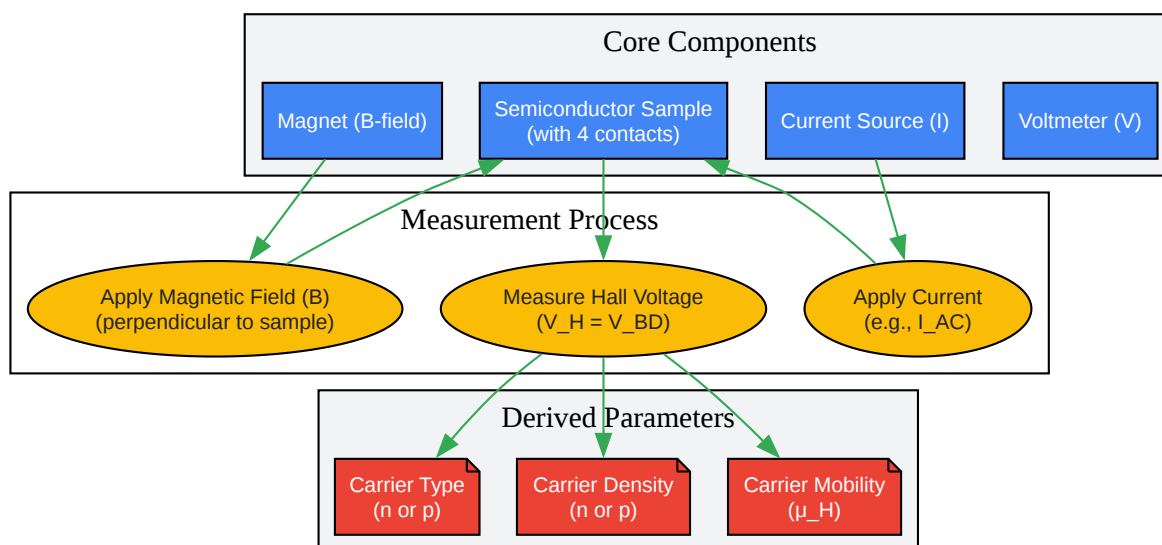 Core Components
Magnet (B-field)
Semiconductor Sample
(with 4 contacts)
Current Source (I)
Voltmeter (V)
Measurement Process
Apply Magnetic Field (B)
(perpendicular to sample)
Measure Hall Voltage
(V_H = V_BD)
Apply Current
(e.g., I_AC)
Derived Parameters
Carrier Type
(n or p)
Carrier Density
(n or p)
Carrier Mobility
(μ_H)